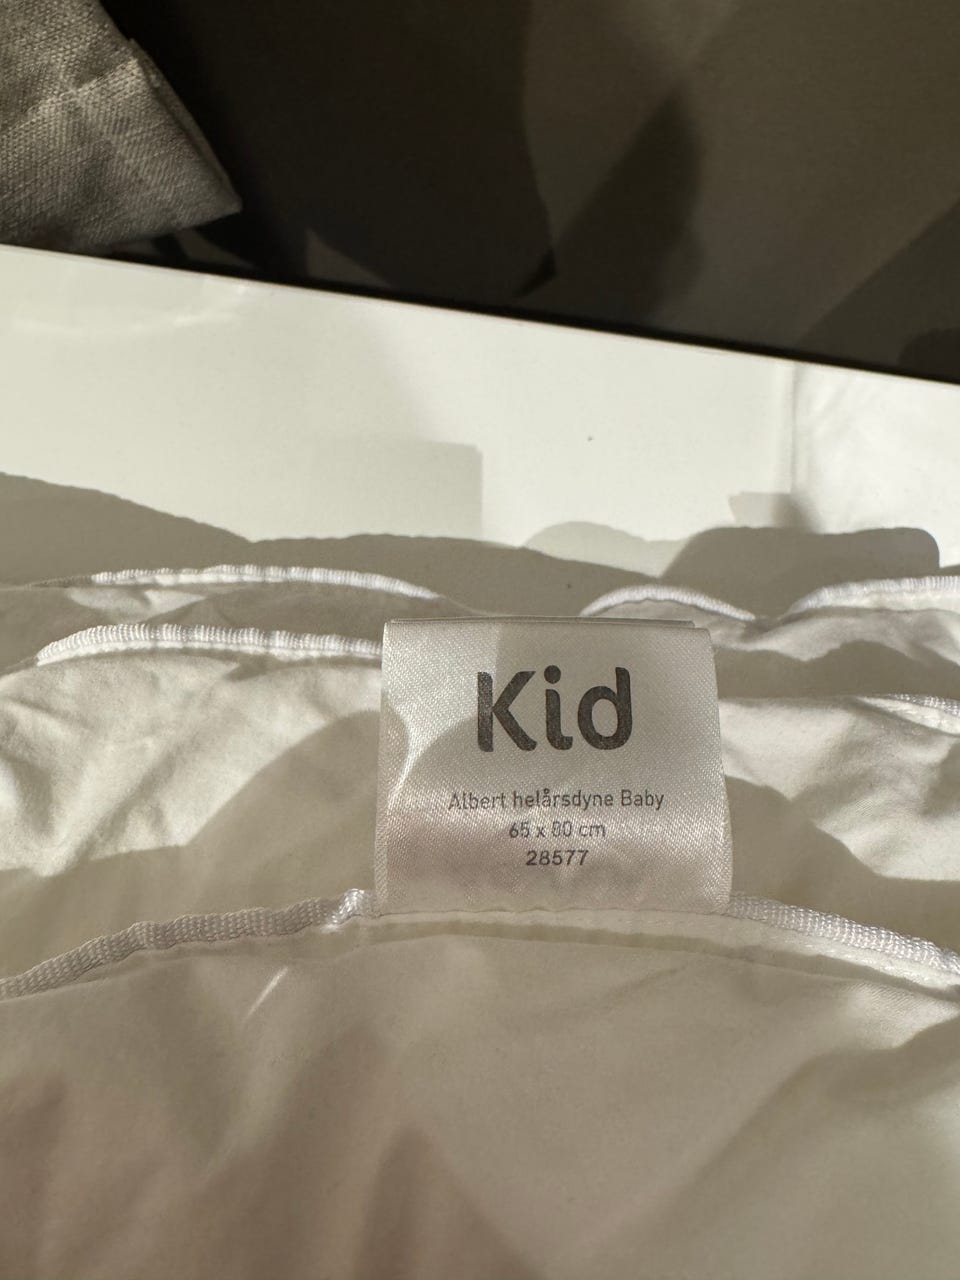 Kid
Albert helårsdyne Baby
65 x 80 cm
28577